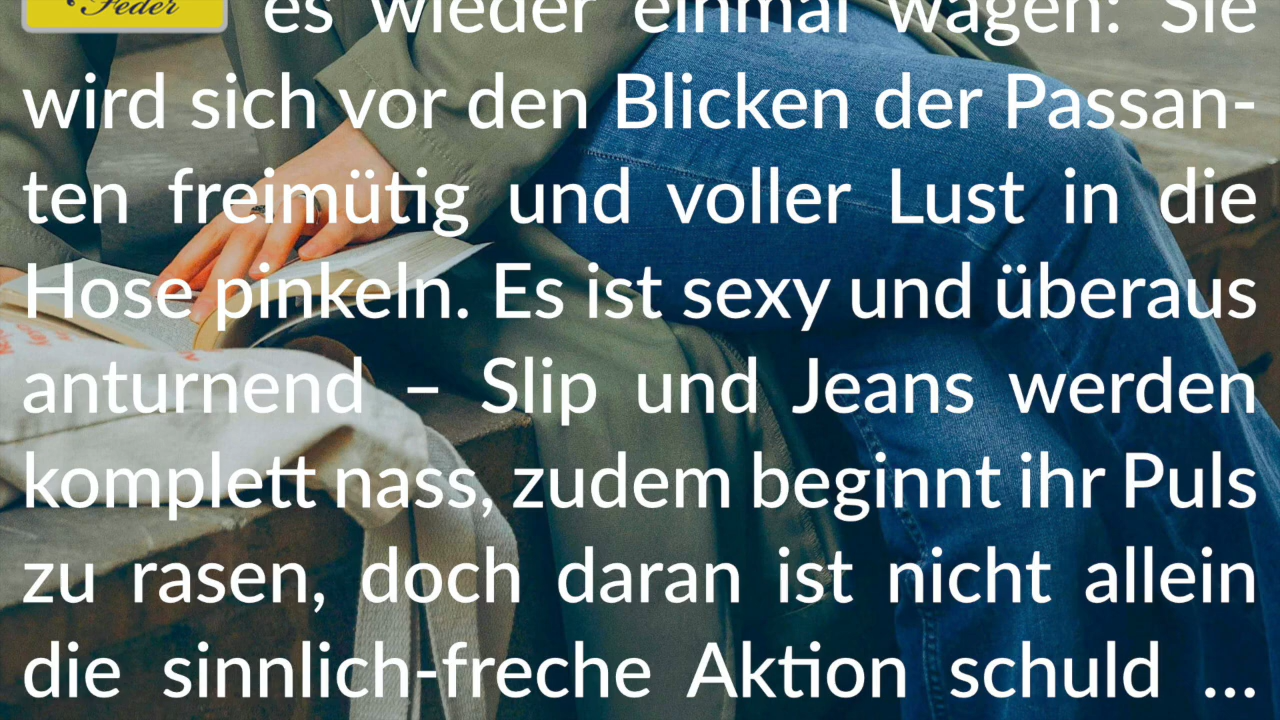 Feder
es wieder einmal wagen: Sie
wird sich vor den Blicken der Passan-
ten freimütig und voller Lust in die
Hose pinkeln. Es ist sexy und überaus
anturnend – Slip und Jeans werden
komplett nass, zudem beginnt ihr Puls
zu rasen, doch daran ist nicht allein
die sinnlich-freche Aktion schuld ...